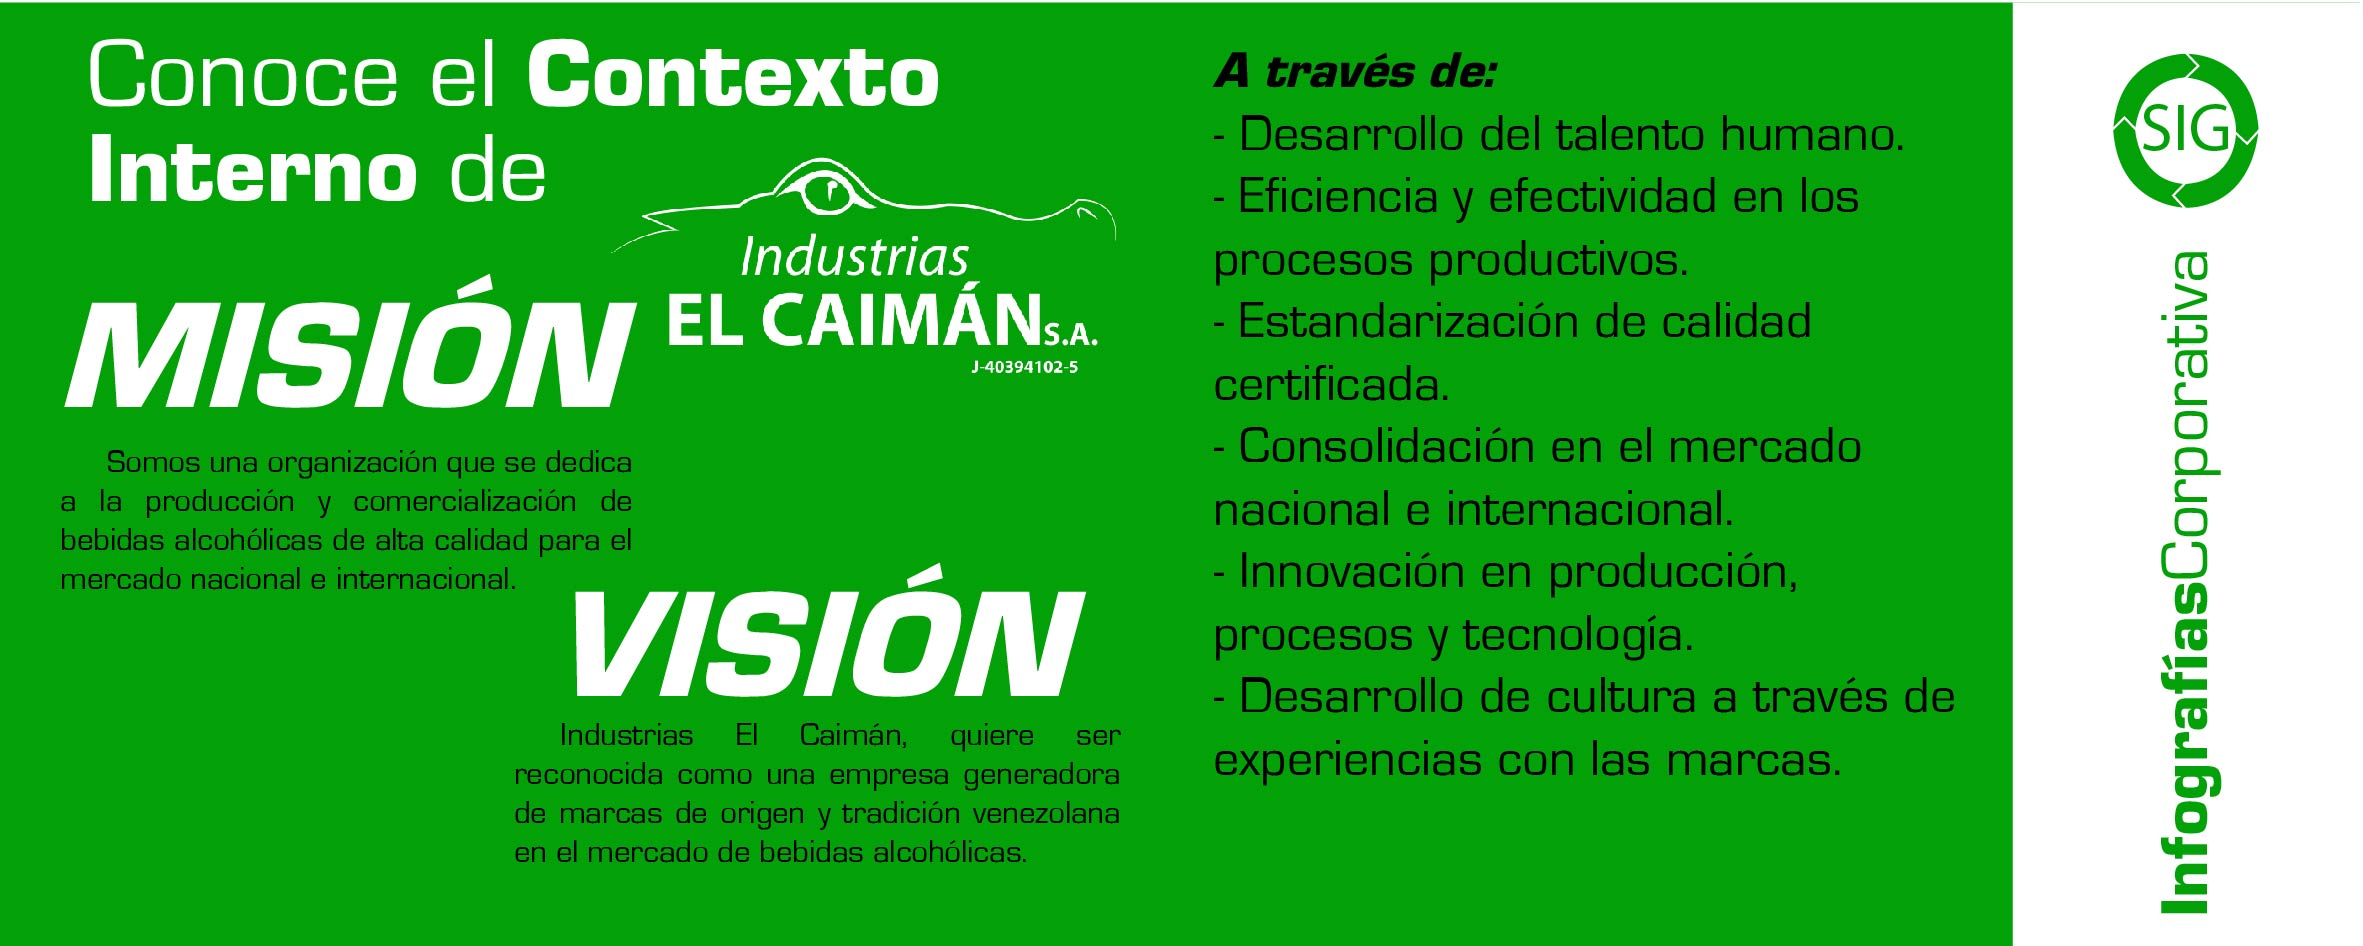 Conoce el Contexto
Interno de
Industrias
EL CAIMÁN S.A.
J-40394102-5
MISIÓN
Somos una organización que se dedica
a la producción y comercialización de
bebidas alcohólicas de alta calidad para el
mercado nacional e internacional.
VISIÓN
Industrias El Caimán, quiere ser
reconocida como una empresa generadora
de marcas de origen y tradición venezolana
en el mercado de bebidas alcohólicas.
A través de:
- Desarrollo del talento humano.
- Eficiencia y efectividad en los
procesos productivos.
- Estandarización de calidad
certificada.
- Consolidación en el mercado
nacional e internacional.
- Innovación en producción,
procesos y tecnología.
- Desarrollo de cultura a través de
experiencias con las marcas.
SIG
InfografíasCorporativa